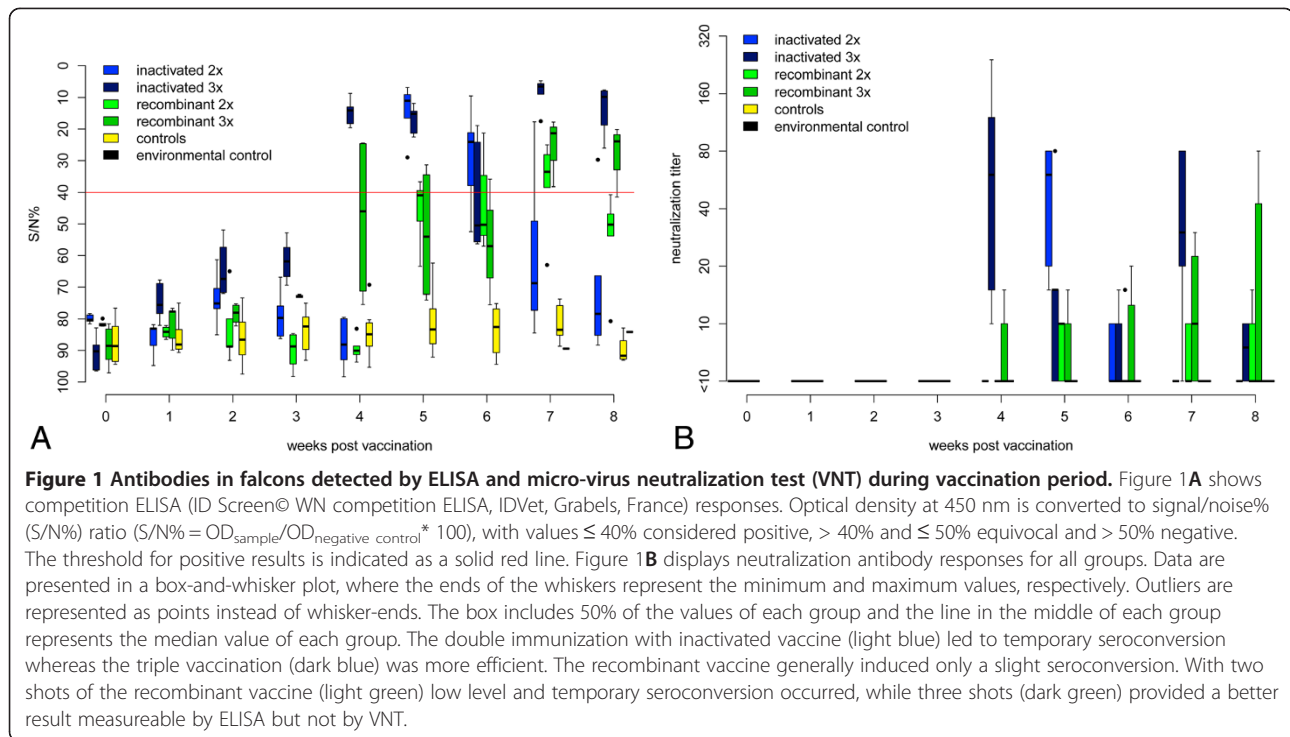 inactivated 2x
inactivated 3x
recombinant 2x
recombinant 3x
controls
environmental control
S/N%
0
10
20
30
40
50
60
70
80
90
100
0 1 2 3 4 5 6 7 8
weeks post vaccination
A
inactivated 2x
inactivated 3x
recombinant 2x
recombinant 3x
controls
environmental control
neutralization titer
320
160
80
40
20
10
<10
0 1 2 3 4 5 6 7 8
weeks post vaccination
B
Figure 1 Antibodies in falcons detected by ELISA and micro-virus neutralization test (VNT) during vaccination period. Figure 1A shows
competition ELISA (ID Screen© WN competition ELISA, IDVet, Grabels, France) responses. Optical density at 450 nm is converted to signal/noise%
(S/N%) ratio (S/N% = ODsample/ODnegative control* 100), with values ≤ 40% considered positive, > 40% and ≤ 50% equivocal and > 50% negative.
The threshold for positive results is indicated as a solid red line. Figure 1B displays neutralization antibody responses for all groups. Data are
presented in a box-and-whisker plot, where the ends of the whiskers represent the minimum and maximum values, respectively. Outliers are
represented as points instead of whisker-ends. The box includes 50% of the values of each group and the line in the middle of each group
represents the median value of each group. The double immunization with inactivated vaccine (light blue) led to temporary seroconversion
whereas the triple vaccination (dark blue) was more efficient. The recombinant vaccine generally induced only a slight seroconversion. With two
shots of the recombinant vaccine (light green) low level and temporary seroconversion occurred, while three shots (dark green) provided a better
result measureable by ELISA but not by VNT.